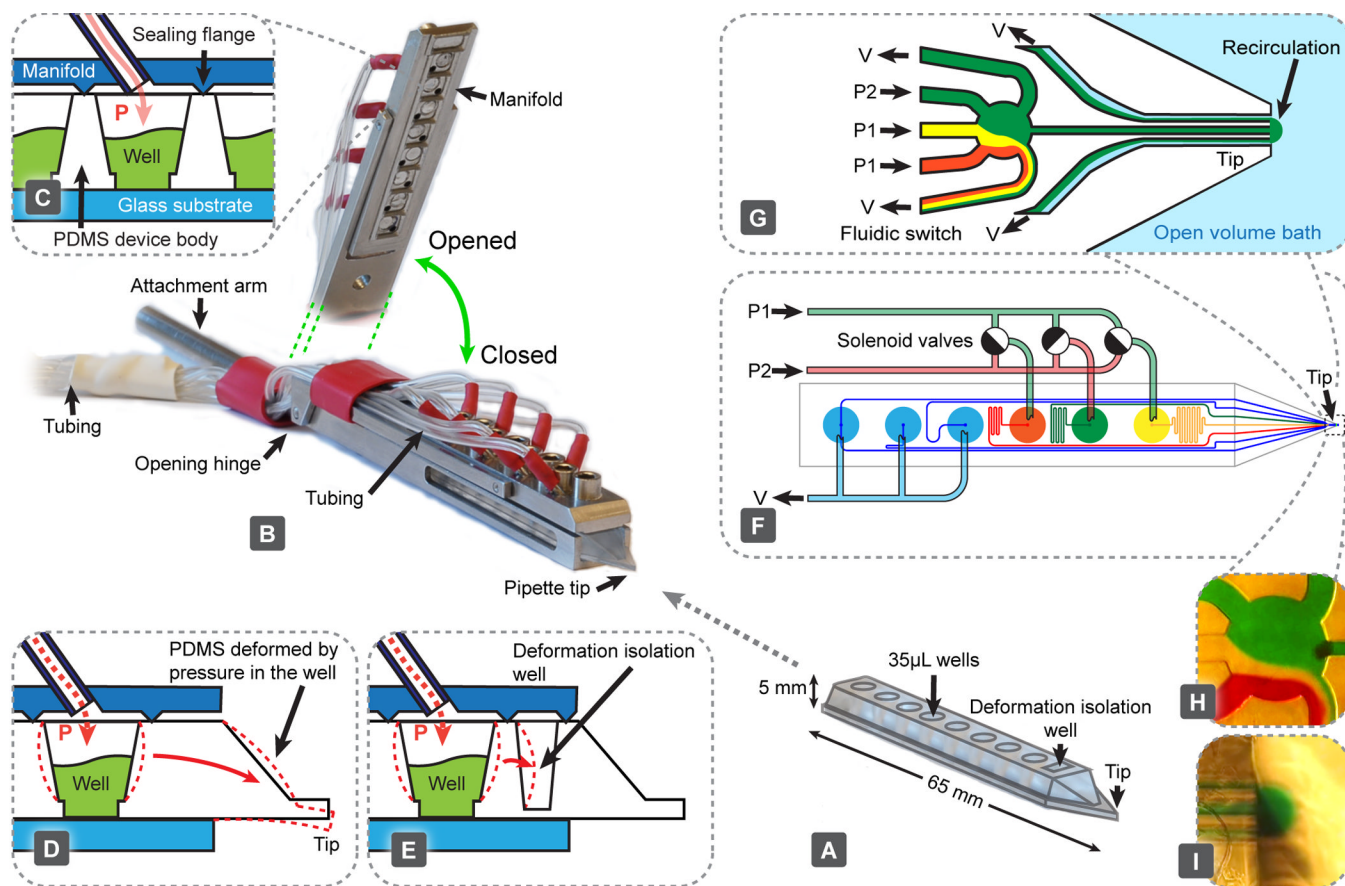 Sealing flange
Manifold
P
Well
Glass substrate
C
PDMS device body
Manifold
Opened
Closed
Attachment arm
Tubing
Opening hinge
Tubing
B
Pipette tip
V
P2
P1
P1
V
V
V
Recirculation
Tip
G
Fluidic switch
Open volume bath
P1
Solenoid valves
P2
Tip
V
F
PDMS deformed by
pressure in the well
P
Well
D
Tip
Deformation isolation
well
P
Well
E
35µL wells
5 mm
Deformation isolation
well
Tip
65 mm
A
H
I